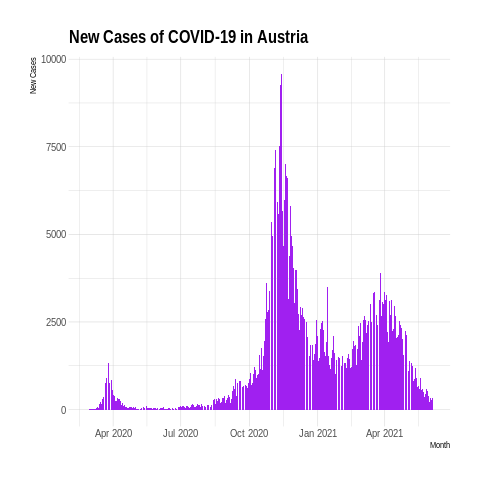 New Cases of COVID-19 in Austria
New Cases
10000
7500
5000
2500
0
Apr 2020
Jul 2020
Oct 2020
Jan 2021
Apr 2021
Month